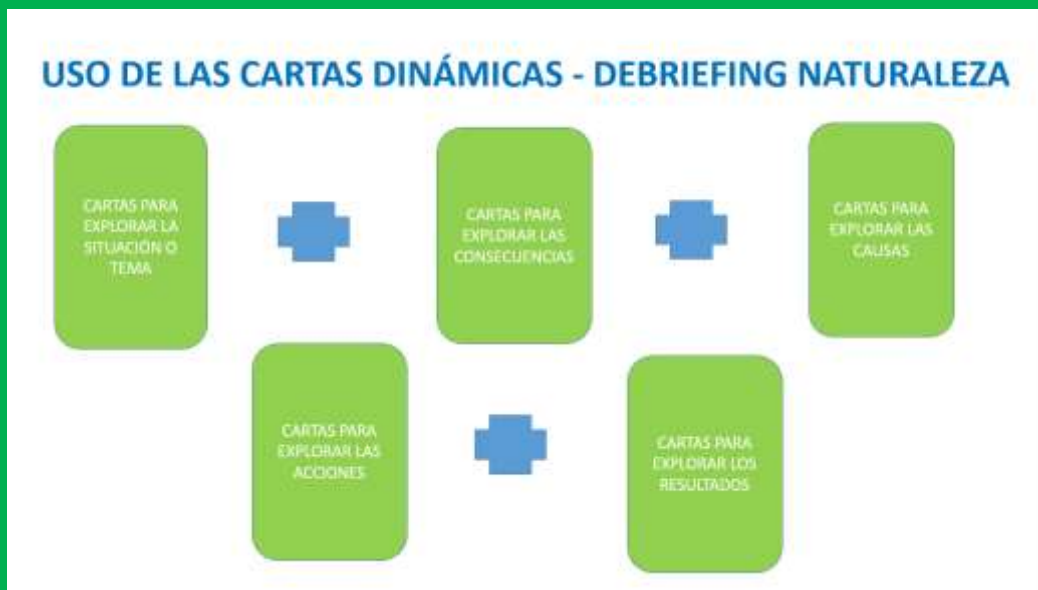 USO DE LAS CARTAS DINÁMICAS - DEBRIEFING NATURALEZA
CARTAS PARA
EXPLORAR LA
SITUACIÓN O
TEMA
CARTAS PARA
EXPLORAR LAS
CONSECUENCIAS
CARTAS PARA
EXPLORAR LAS
CAUSAS
CARTAS PARA
EXPLORAR LAS
ACCIONES
CARTAS PARA
EXPLORAR LOS
RESULTADOS